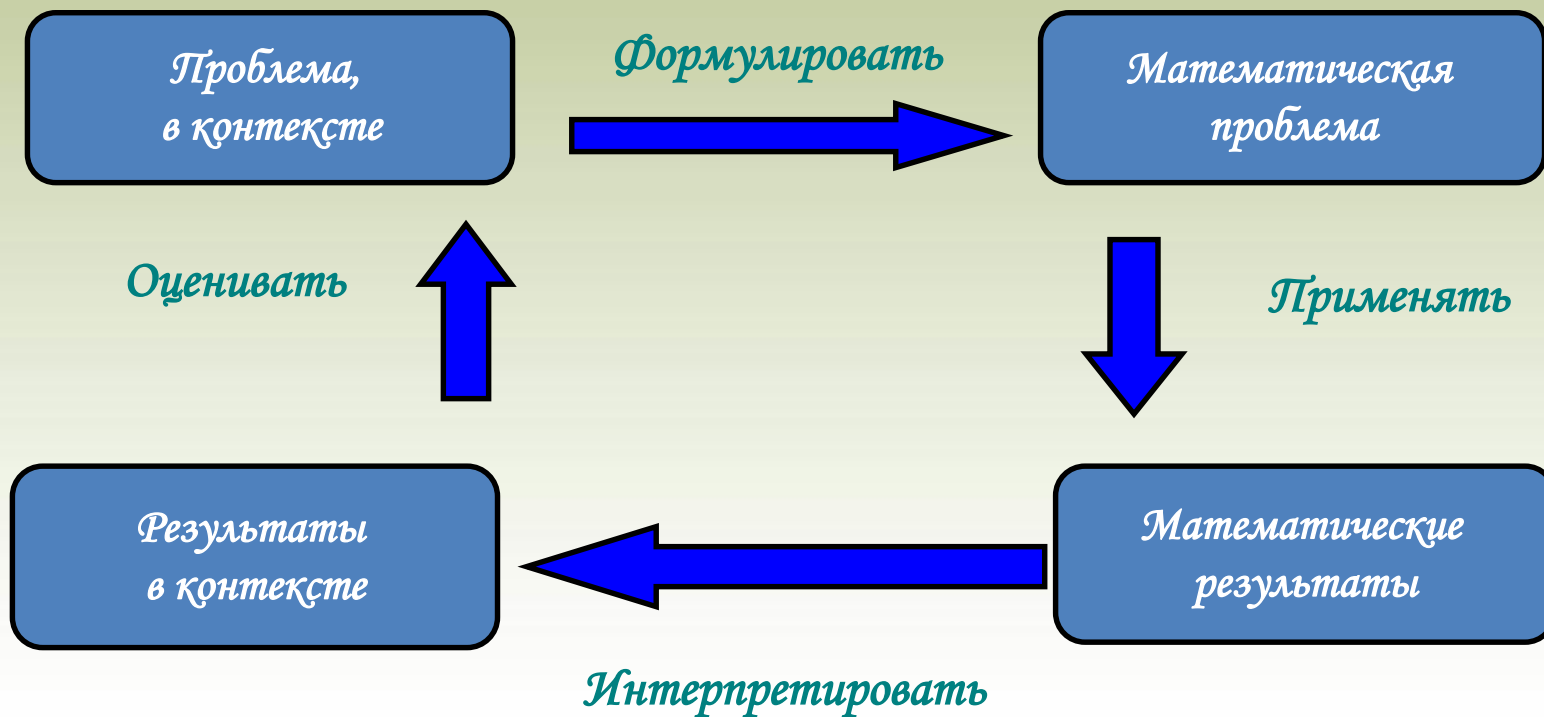 Проблема,
в контексте
Формулировать
Математическая
проблема
Оценивать
Применять
Результаты
в контексте
Математические
результаты
Интерпретировать